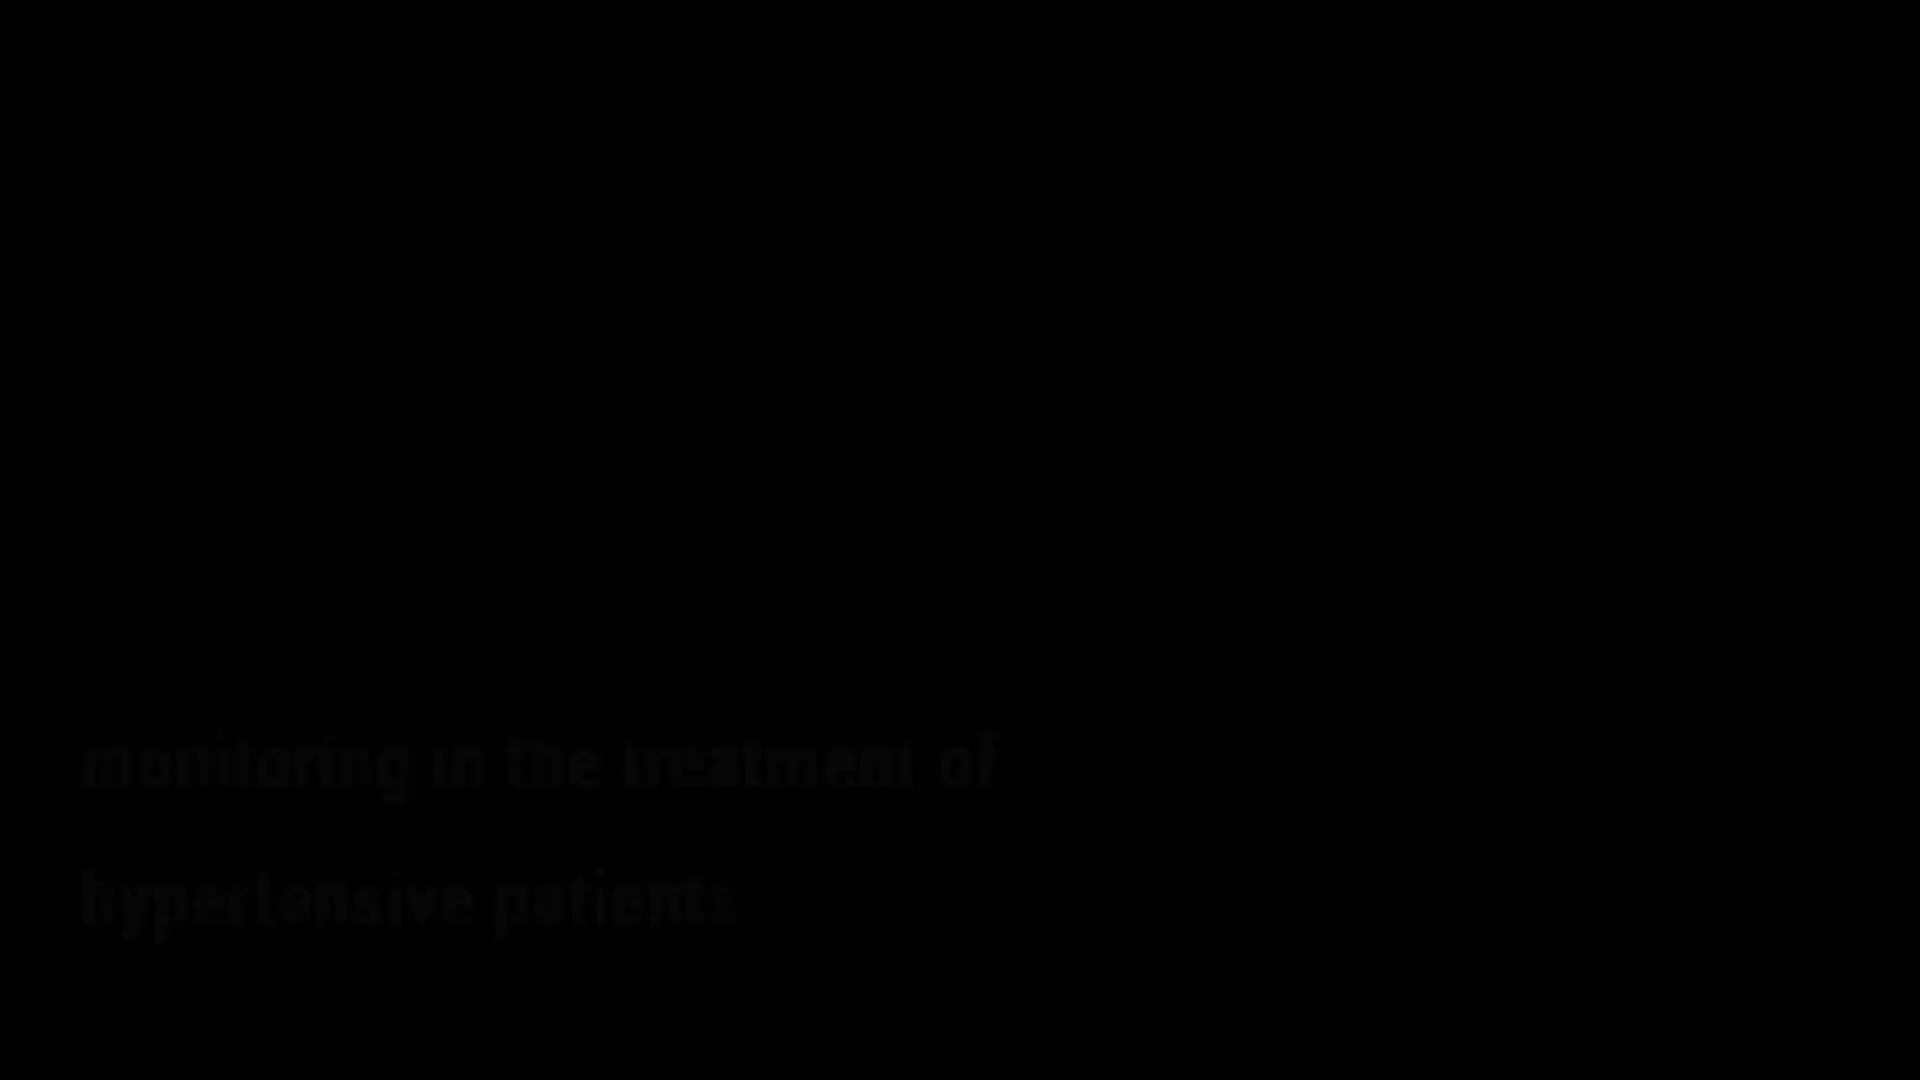 monitoring in the treatment of
hypertensive patients